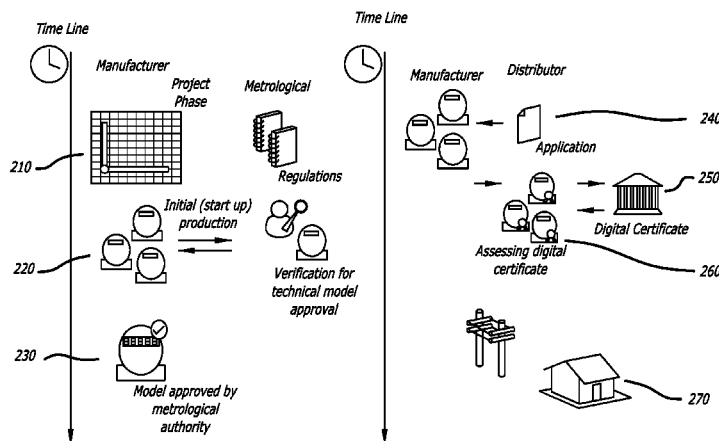 Time Line
Manufacturer
Project
Phase
Metrological
Regulations
210
Initial (start up)
production
220
Verification for
technical model
approval
230
Model approved by
metrological
authority
Time Line
Manufacturer
Distributor
Application
240
250
Digital Certificate
Assessing digital
certificate
260
270